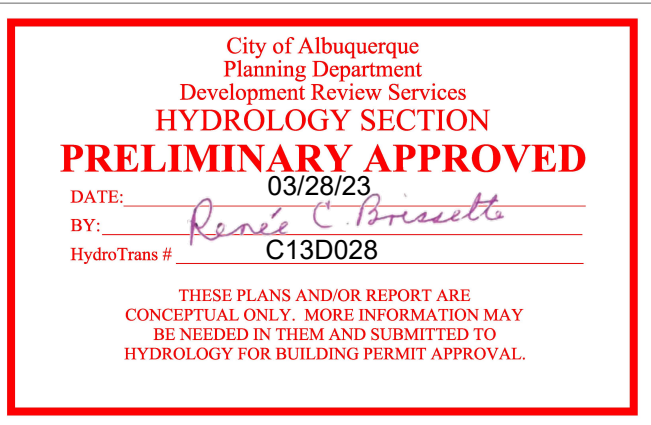 City of Albuquerque
Planning Department
Development Review Services
HYDROLOGY SECTION
PRELIMINARY APPROVED
DATE: 03/28/23
BY: Renée C. Brissette
HydroTrans # C13D028
THESE PLANS AND/OR REPORT ARE
CONCEPTUAL ONLY. MORE INFORMATION MAY
BE NEEDED IN THEM AND SUBMITTED TO
HYDROLOGY FOR BUILDING PERMIT APPROVAL.